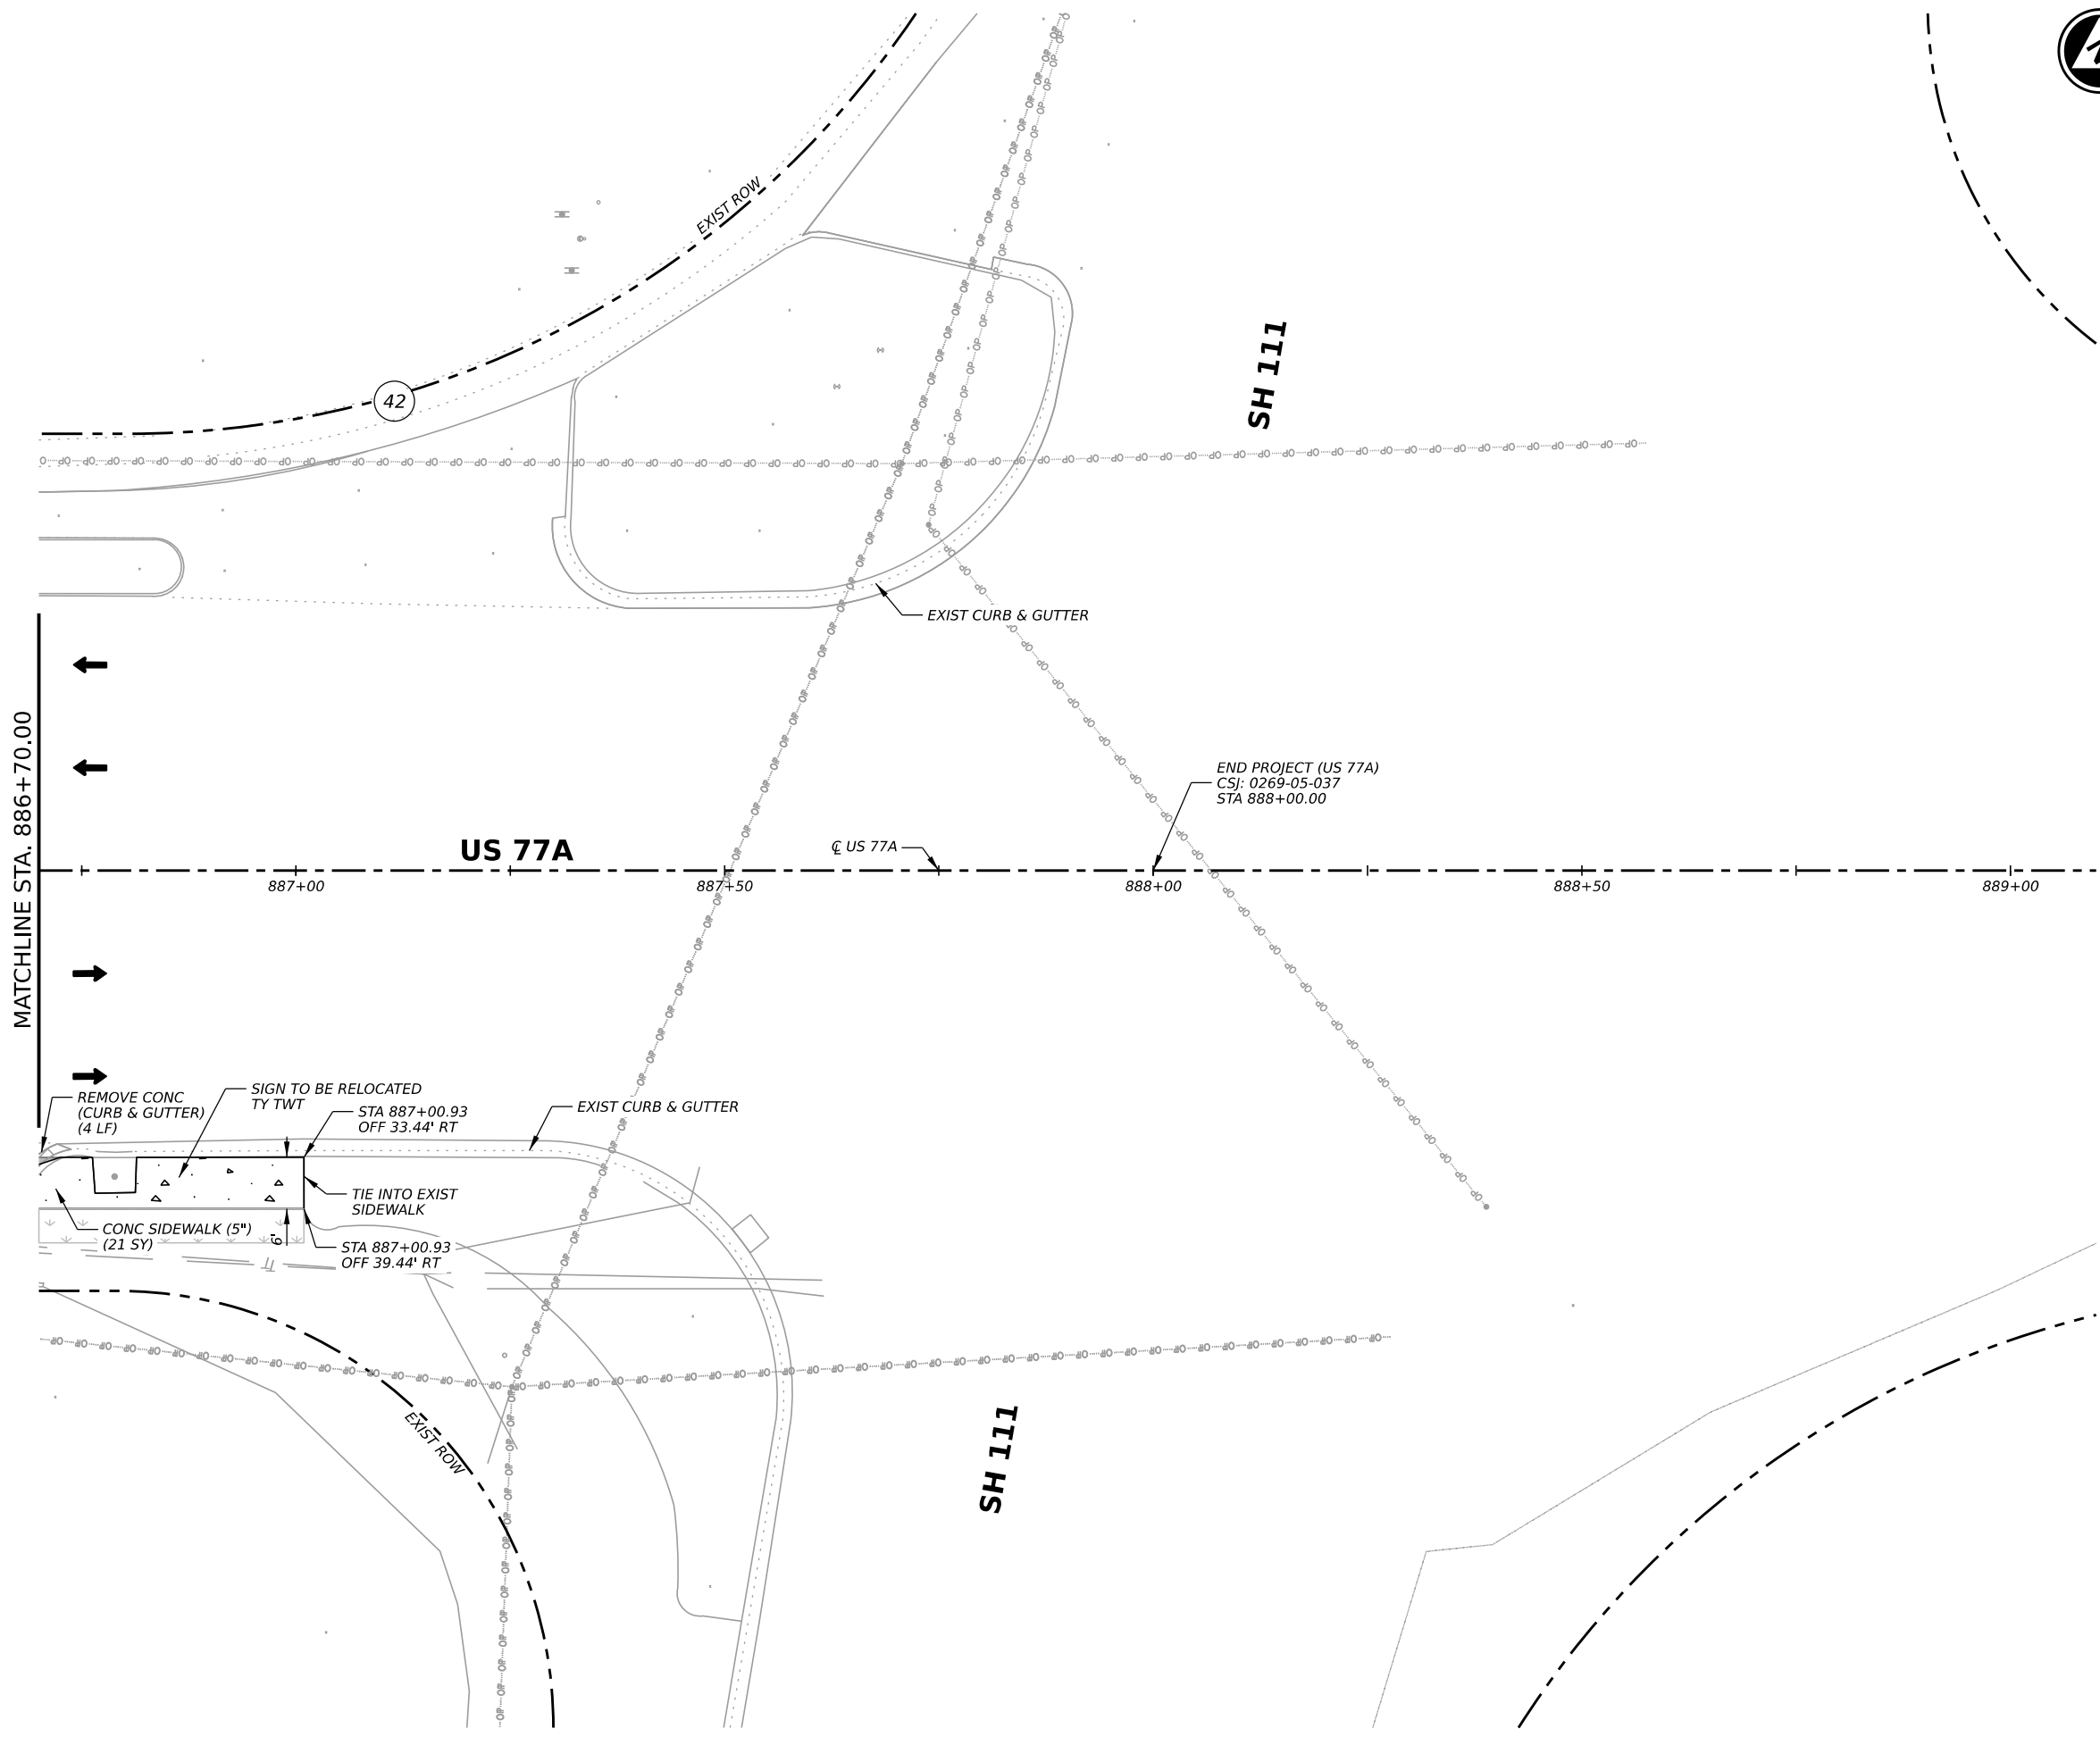 EXIST ROW
42
SH 111
EXIST CURB & GUTTER
MATCHLINE STA. 886+70.00
END PROJECT (US 77A)
CSJ: 0269-05-037
STA 888+00.00
US 77A
℄ US 77A
887+00
887+50
888+00
888+50
889+00
REMOVE CONC
(CURB & GUTTER)
(4 LF)
SIGN TO BE RELOCATED
TY TWT
STA 887+00.93
OFF 33.44' RT
EXIST CURB & GUTTER
TIE INTO EXIST
SIDEWALK
CONC SIDEWALK (5")
(21 SY)
6'
STA 887+00.93
OFF 39.44' RT
EXIST ROW
SH 111